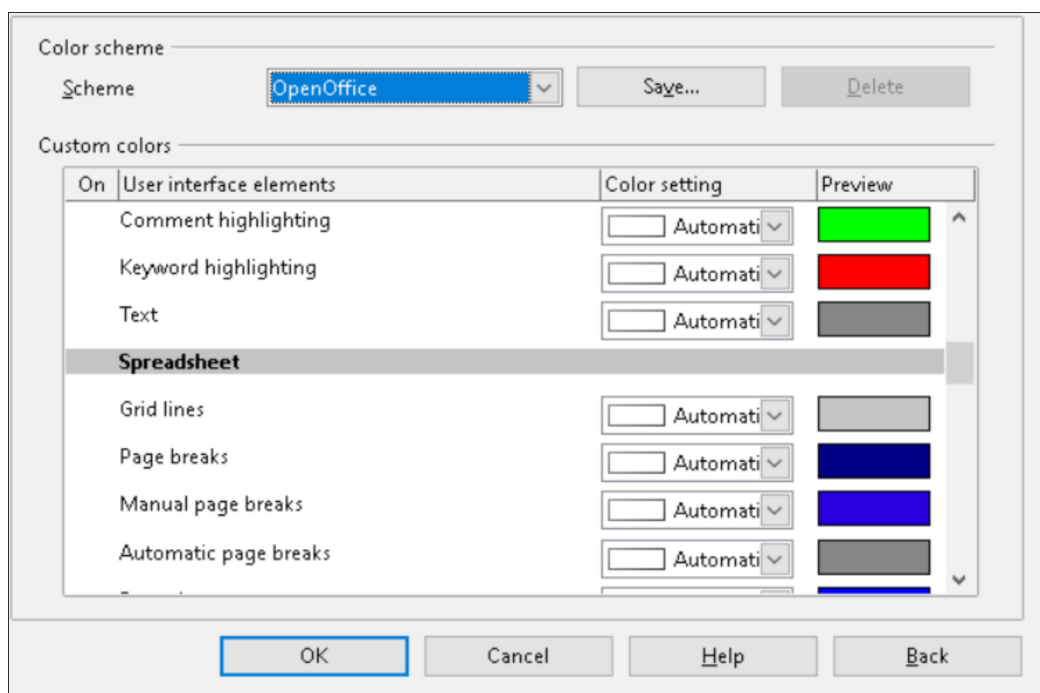 Color scheme
Scheme OpenOffice Save... Delete
Custom colors
On User interface elements Color setting Preview
Comment highlighting Automati
Keyword highlighting Automati
Text Automati
Spreadsheet
Grid lines Automati
Page breaks Automati
Manual page breaks Automati
Automatic page breaks Automati
OK Cancel Help Back